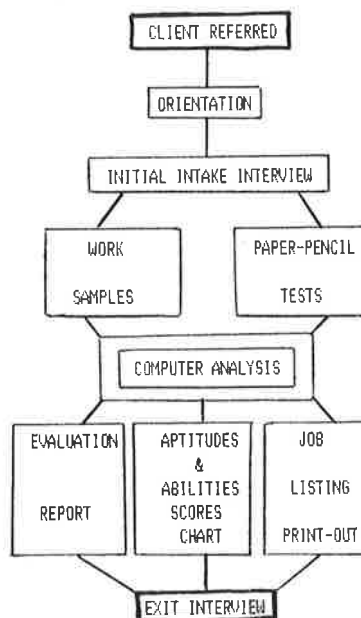 CLIENT REFERRED
ORIENTATION
INITIAL INTAKE INTERVIEW
WORK
SAMPLES
PAPER-PENCIL
TESTS
COMPUTER ANALYSIS
EVALUATION
REPORT
APTITUDES
&
ABILITIES
SCORES
CHART
JOB
LISTING
PRINT-OUT
EXIT INTERVIEW